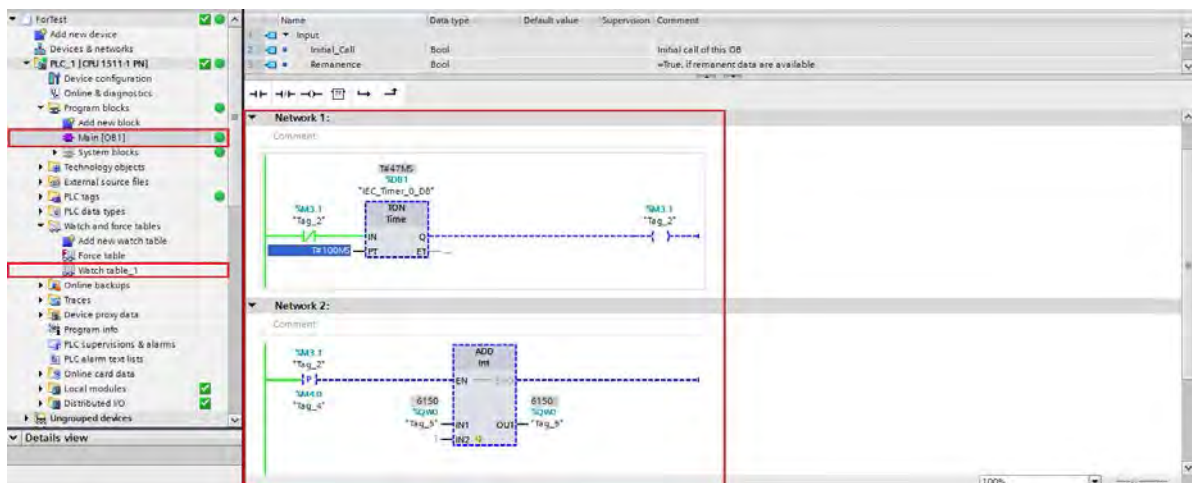 ForTest
Add new device
Devices & networks
PLC_1 [CPU 1511-1 PN]
Device configuration
Online & diagnostics
Program blocks
Add new block
Main [OB1]
System blocks
Technology objects
External source files
PLC tags
PLC data types
Watch and force tables
Add new watch table
Force table
Watch table_1
Online backups
Traces
Device proxy data
Program info
PLC supervisions & alarms
PLC alarm text lists
Online card data
Local modules
Distributed I/O
Ungrouped devices
Details view
Name Data type Default value Supervision Comment
1 Input
2 Initial_Call Bool Initial call of this OB
3 Remanence Bool =True, if remanent data are available
Network 1:
Comment
T#47MS
%DB1
"IEC_Timer_0_DB"
%M3.1 TON %M3.1
"Tag_2" Time "Tag_2"
IN Q
T#100MS PT ET ...
Network 2:
Comment
%M3.1 ADD
"Tag_2" Int
P EN ENO
%M4.0
"Tag_4"
6150 6150
%QW0 %QW0
"Tag_5" IN1 OUT "Tag_5"
1 IN2
100%